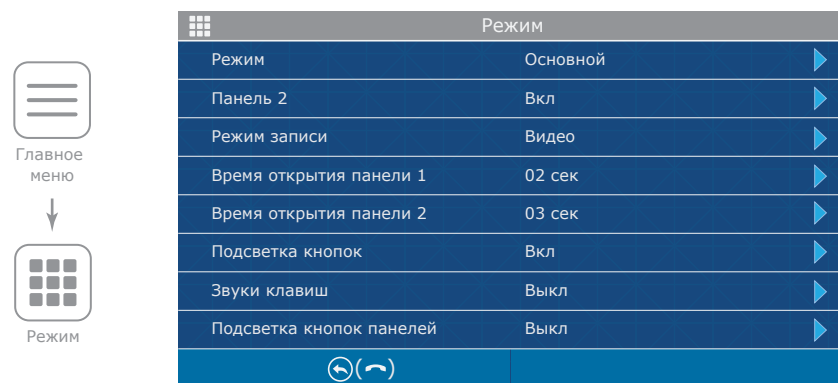 Главное
меню
Режим
Режим
Режим Основной
Панель 2 Вкл
Режим записи Видео
Время открытия панели 1 02 сек
Время открытия панели 2 03 сек
Подсветка кнопок Вкл
Звуки клавиш Выкл
Подсветка кнопок панелей Выкл